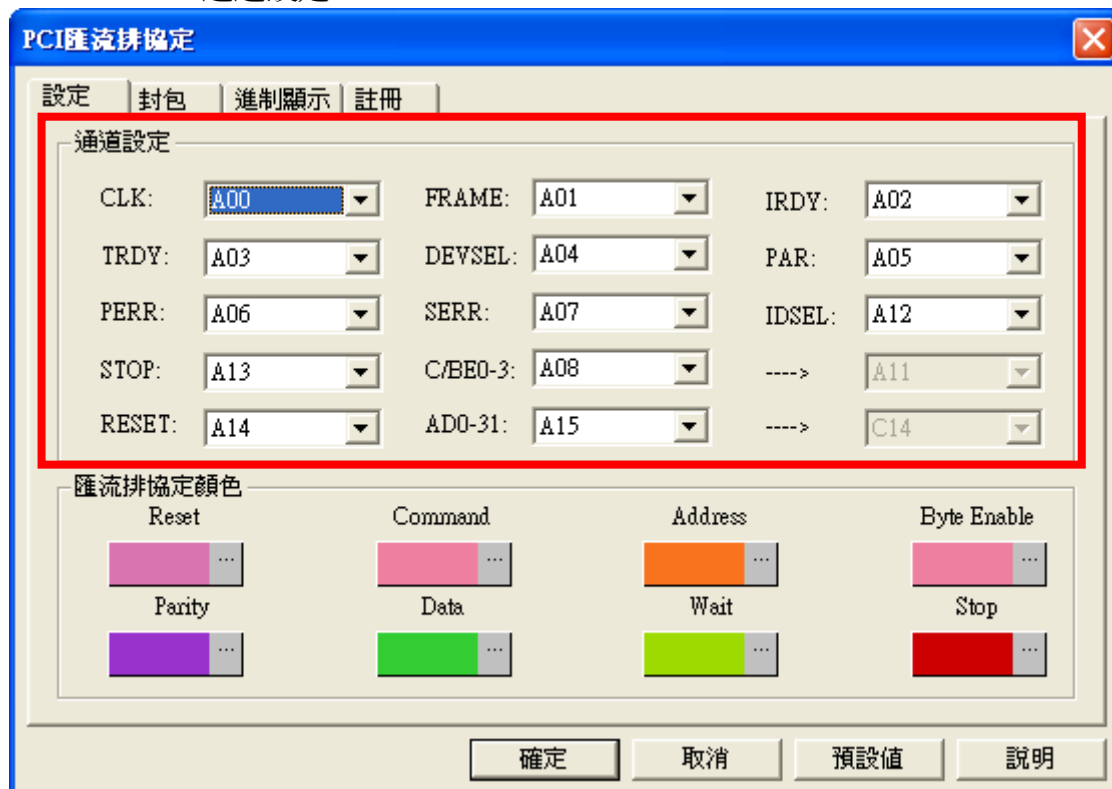 PCI匯流排協定
設定 封包 進制顯示 註冊
通道設定
CLK: A00 FRAME: A01 IRDY: A02
TRDY: A03 DEVSEL: A04 PAR: A05
PERR: A06 SERR: A07 IDSEL: A12
STOP: A13 C/BE0-3: A08 ----> A11
RESET: A14 AD0-31: A15 ----> C14
匯流排協定顏色
Reset Command Address Byte Enable
... ... ... ...
Parity Data Wait Stop
... ... ... ...
確定 取消 預設值 說明